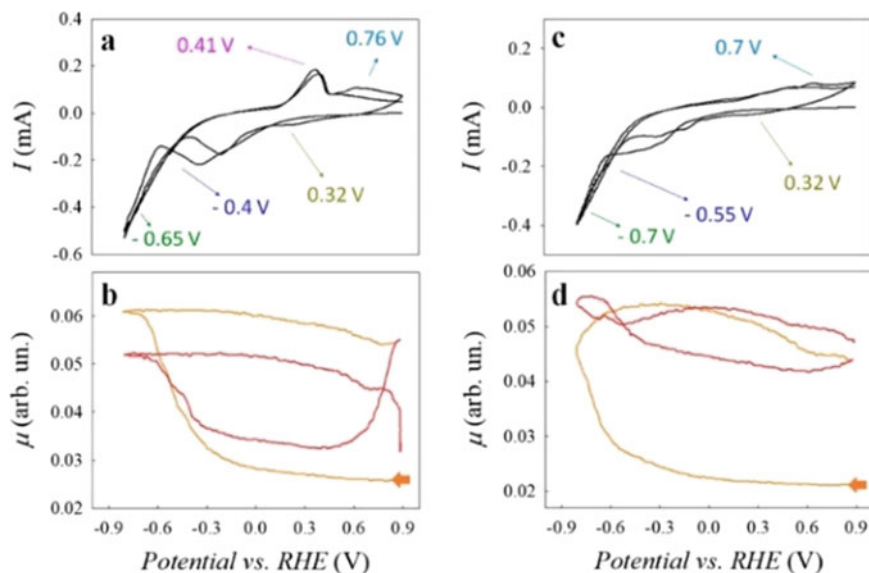 a
0.4
0.2
0.0
-0.2
-0.4
-0.6
I (mA)
0.41 V
0.76 V
0.32 V
- 0.4 V
- 0.65 V
c
0.2
0.0
-0.2
-0.4
I (mA)
0.7 V
0.32 V
- 0.55 V
- 0.7 V
b
0.06
0.05
0.04
0.03
0.02
μ (arb. un.)
-0.9 -0.6 -0.3 0.0 0.3 0.6 0.9
Potential vs. RHE (V)
d
0.06
0.05
0.04
0.03
0.02
μ (arb. un.)
-0.9 -0.6 -0.3 0.0 0.3 0.6 0.9
Potential vs. RHE (V)